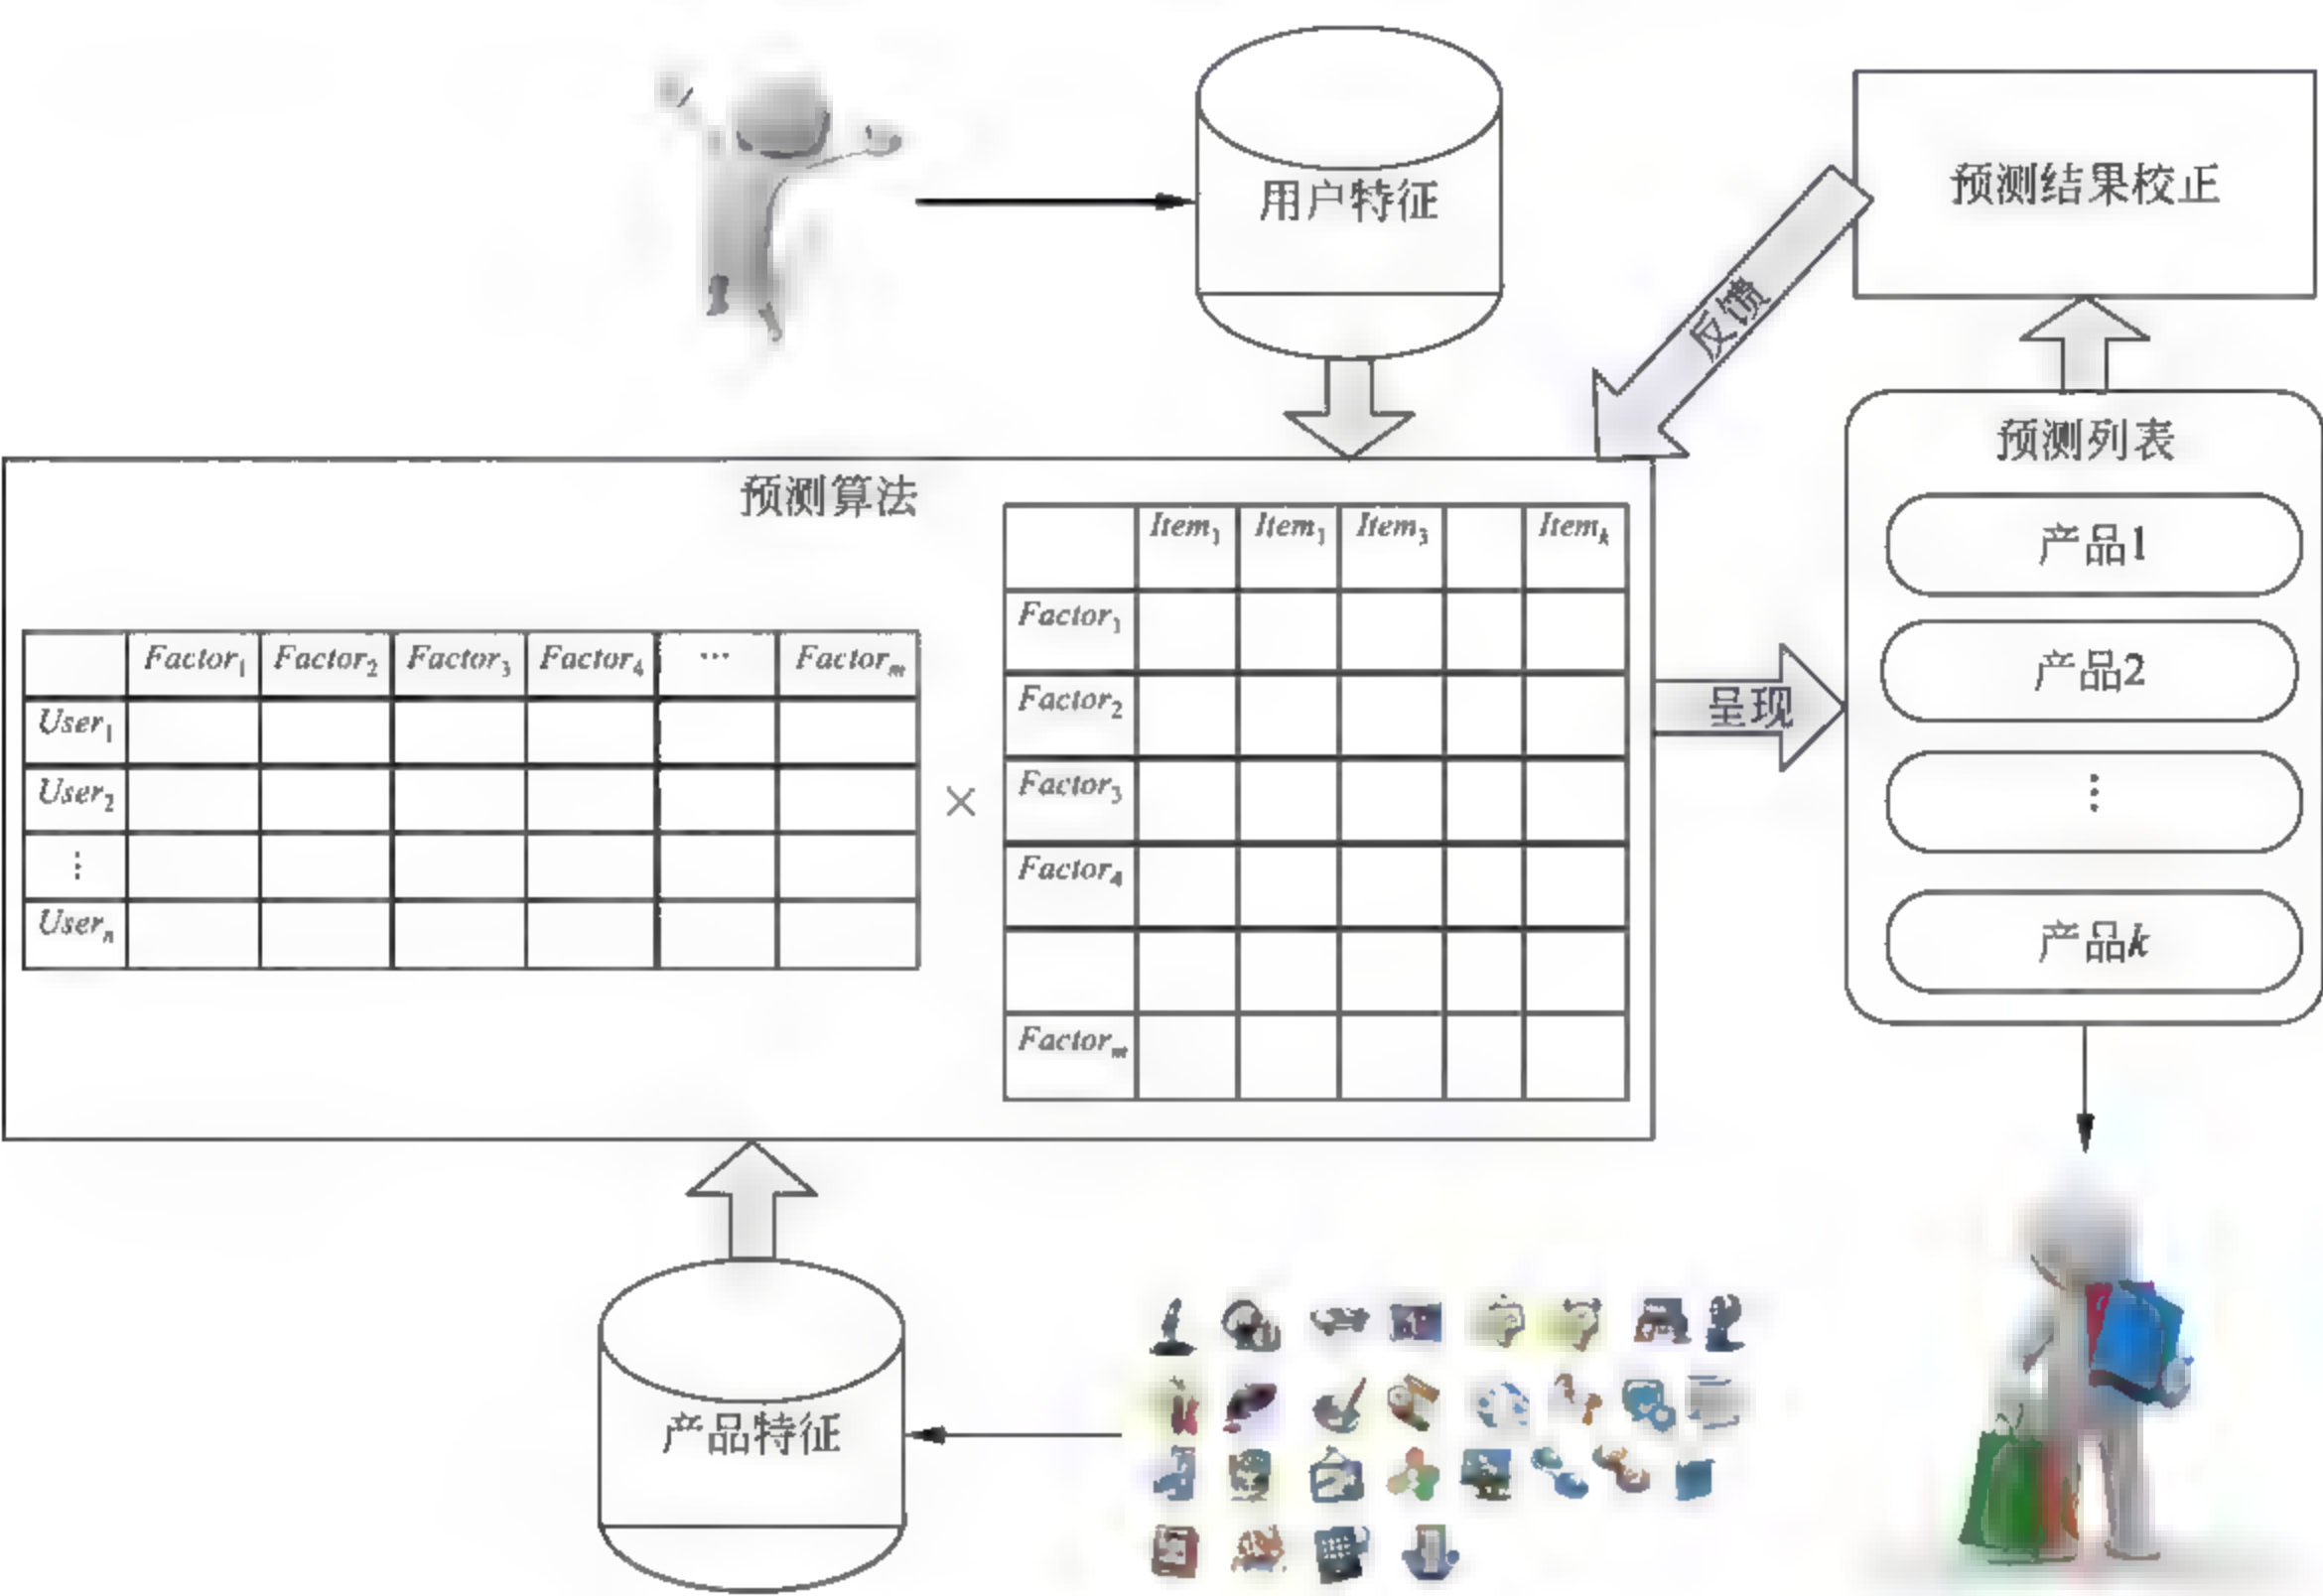 用户特征
预测结果校正
反馈
预测列表
产品1
产品2
⋮
产品k
预测算法
Factor₁ Factor₂ Factor₃ Factor₄ ··· Factorₘ
User₁
User₂
⋮
Userₙ
×
Item₁ Item₁ Item₃ Itemₖ
Factor₁
Factor₂
Factor₃
Factor₄
Factorₘ
呈现
产品特征